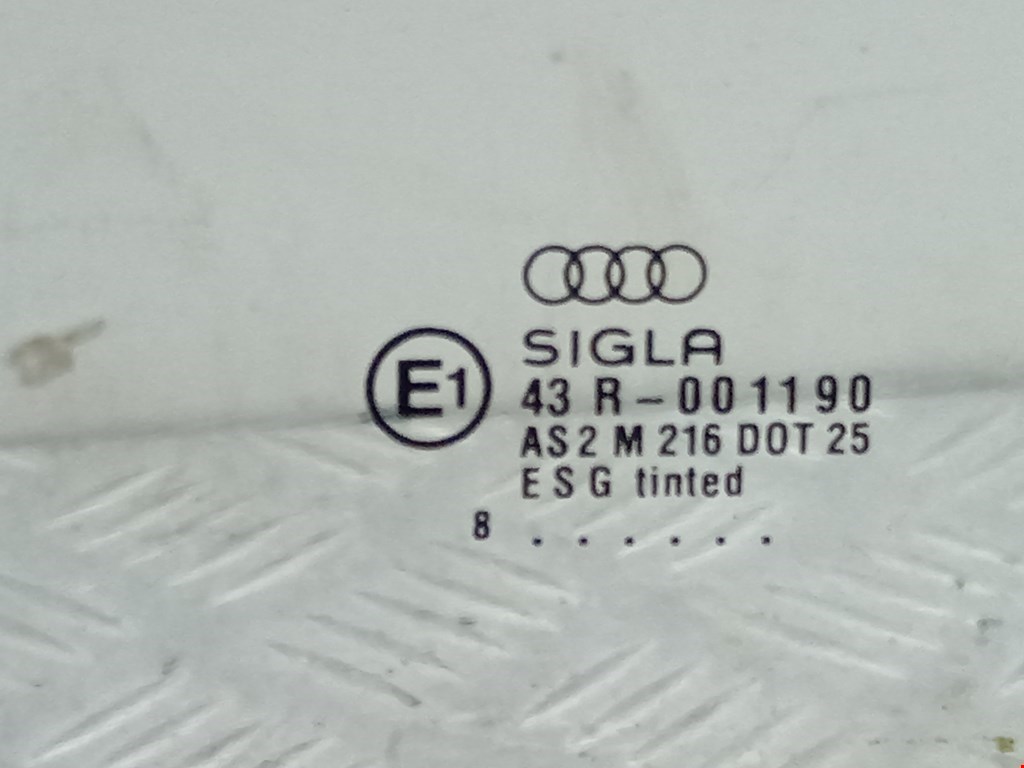 SIGLA
E1
43 R-001190
AS2 M 216 DOT 25
ESG tinted
8 . . . . . .